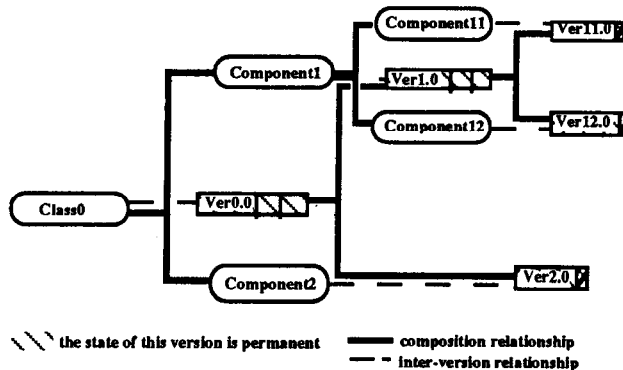 Component11
Ver11.0
Component1
Ver1.0
Component12
Ver12.0
Class0
Ver0.0
Component2
Ver2.0
the state of this version is permanent
composition relationship
inter-version relationship